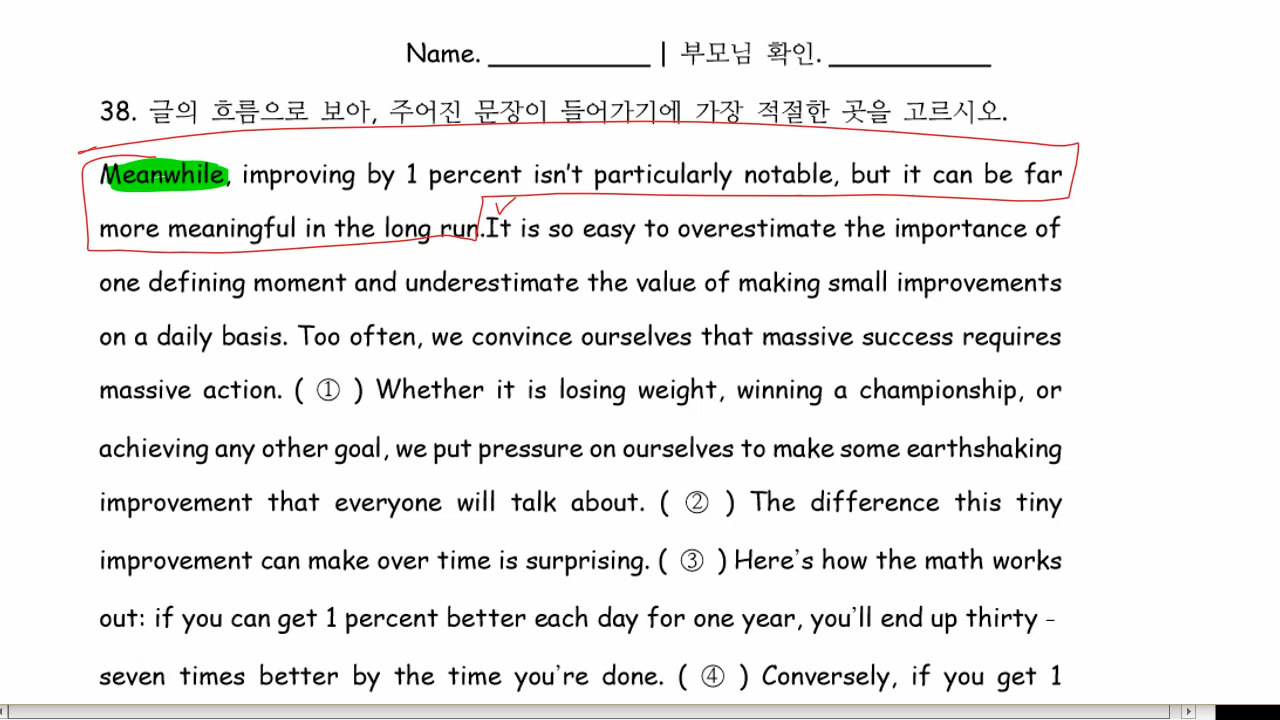 Name. ____________ | 부모님 확인. ____________
38. 글의 흐름으로 보아, 주어진 문장이 들어가기에 가장 적절한 곳을 고르시오.
Meanwhile, improving by 1 percent isn't particularly notable, but it can be far
more meaningful in the long run.It is so easy to overestimate the importance of
one defining moment and underestimate the value of making small improvements
on a daily basis. Too often, we convince ourselves that massive success requires
massive action. ( ① ) Whether it is losing weight, winning a championship, or
achieving any other goal, we put pressure on ourselves to make some earthshaking
improvement that everyone will talk about. ( ② ) The difference this tiny
improvement can make over time is surprising. ( ③ ) Here's how the math works
out: if you can get 1 percent better each day for one year, you'll end up thirty -
seven times better by the time you're done. ( ④ ) Conversely, if you get 1